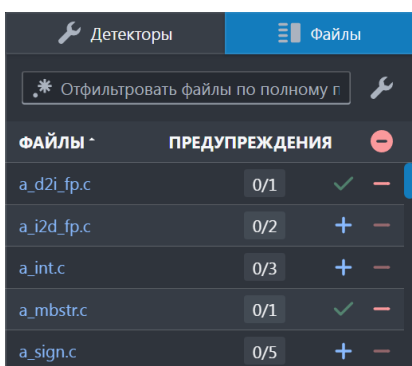 Детекторы
Файлы
.* Отфильтровать файлы по полному п
ФАЙЛЫ ПРЕДУПРЕЖДЕНИЯ
a_d2i_fp.c 0/1
a_i2d_fp.c 0/2
a_int.c 0/3
a_mbstr.c 0/1
a_sign.c 0/5